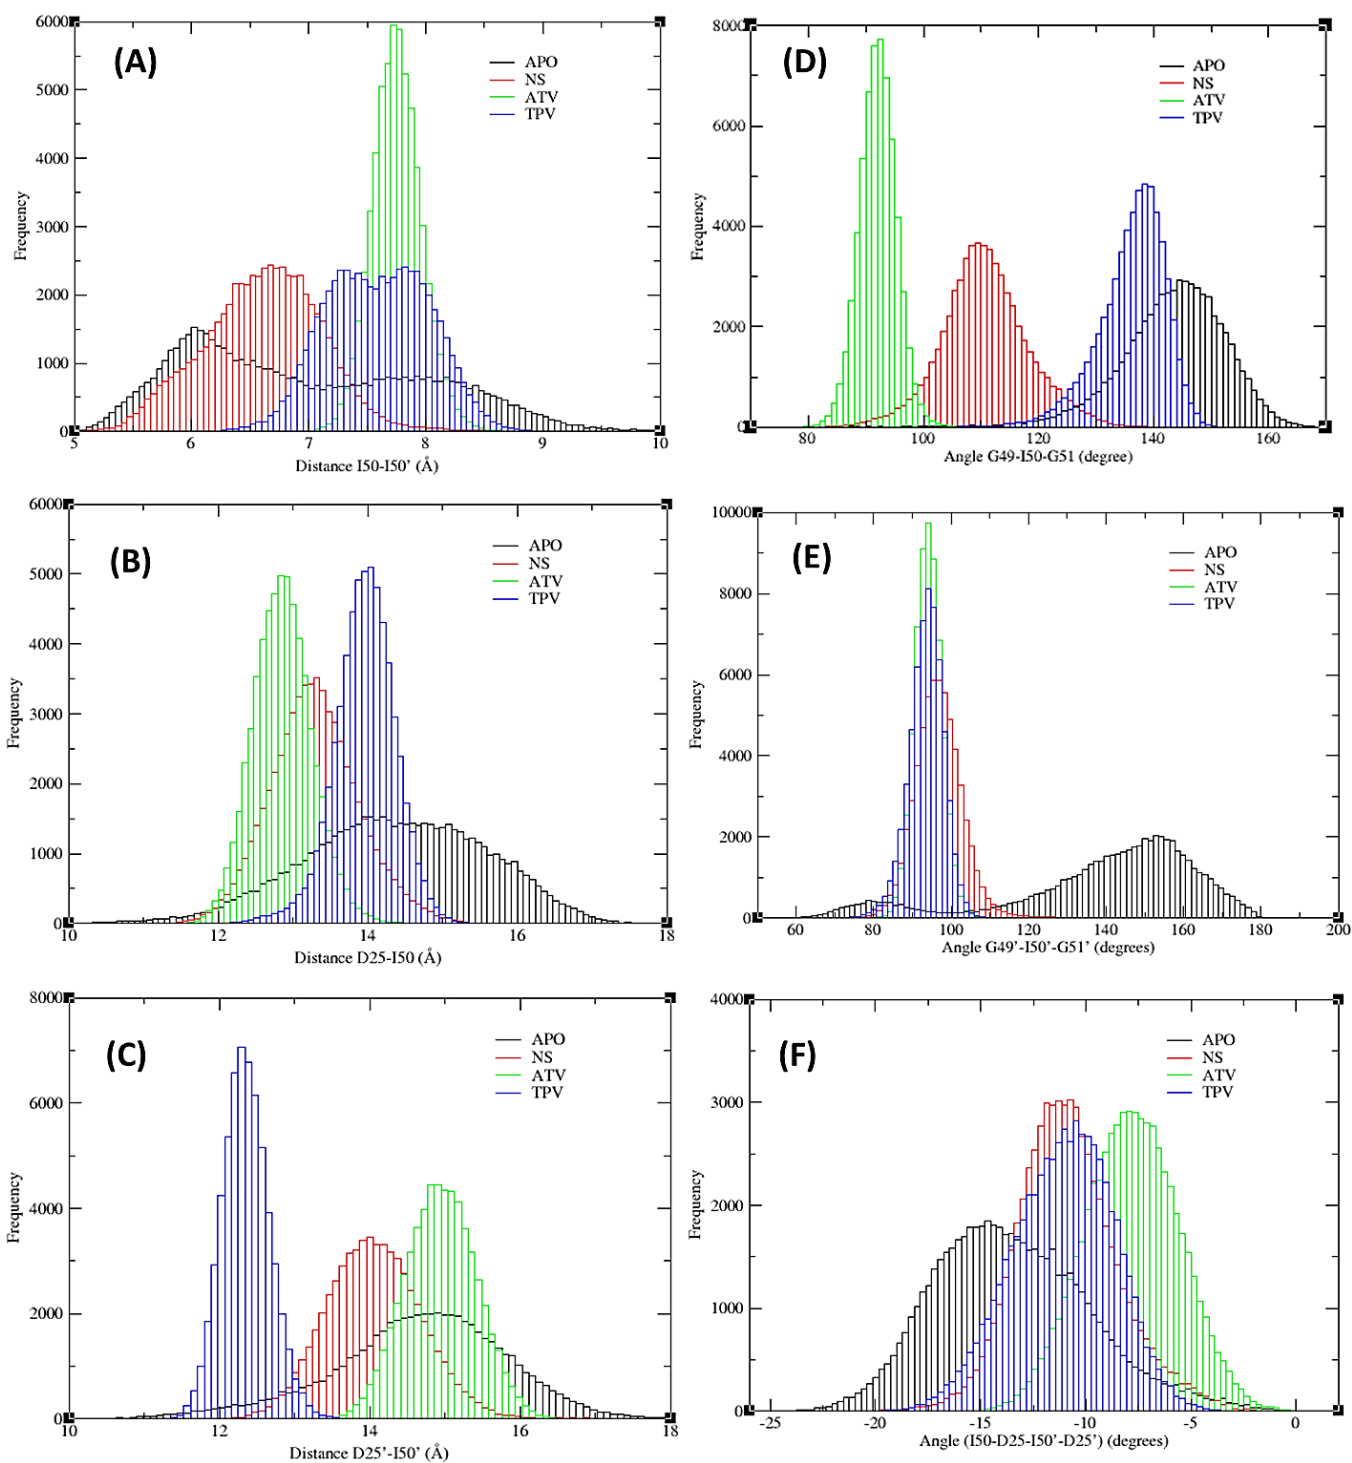 (A)
APO
NS
ATV
TPV
6000
5000
4000
3000
2000
1000
0
Frequency
5 6 7 8 9 10
Distance I50-I50’ (Å)
(D)
APO
NS
ATV
TPV
8000
6000
4000
2000
0
Frequency
80 100 120 140 160
Angle G49-I50-G51 (degree)
(B)
APO
NS
ATV
TPV
6000
5000
4000
3000
2000
1000
0
Frequency
10 12 14 16 18
Distance D25-I50 (Å)
(E)
APO
NS
ATV
TPV
10000
8000
6000
4000
2000
0
Frequency
60 80 100 120 140 160 180 200
Angle G49’-I50’-G51’ (degrees)
(C)
APO
NS
ATV
TPV
8000
6000
4000
2000
0
Frequency
10 12 14 16 18
Distance D25’-I50’ (Å)
(F)
APO
NS
ATV
TPV
4000
3000
2000
1000
0
Frequency
-25 -20 -15 -10 -5 0
Angle (I50-D25-I50’-D25’) (degrees)